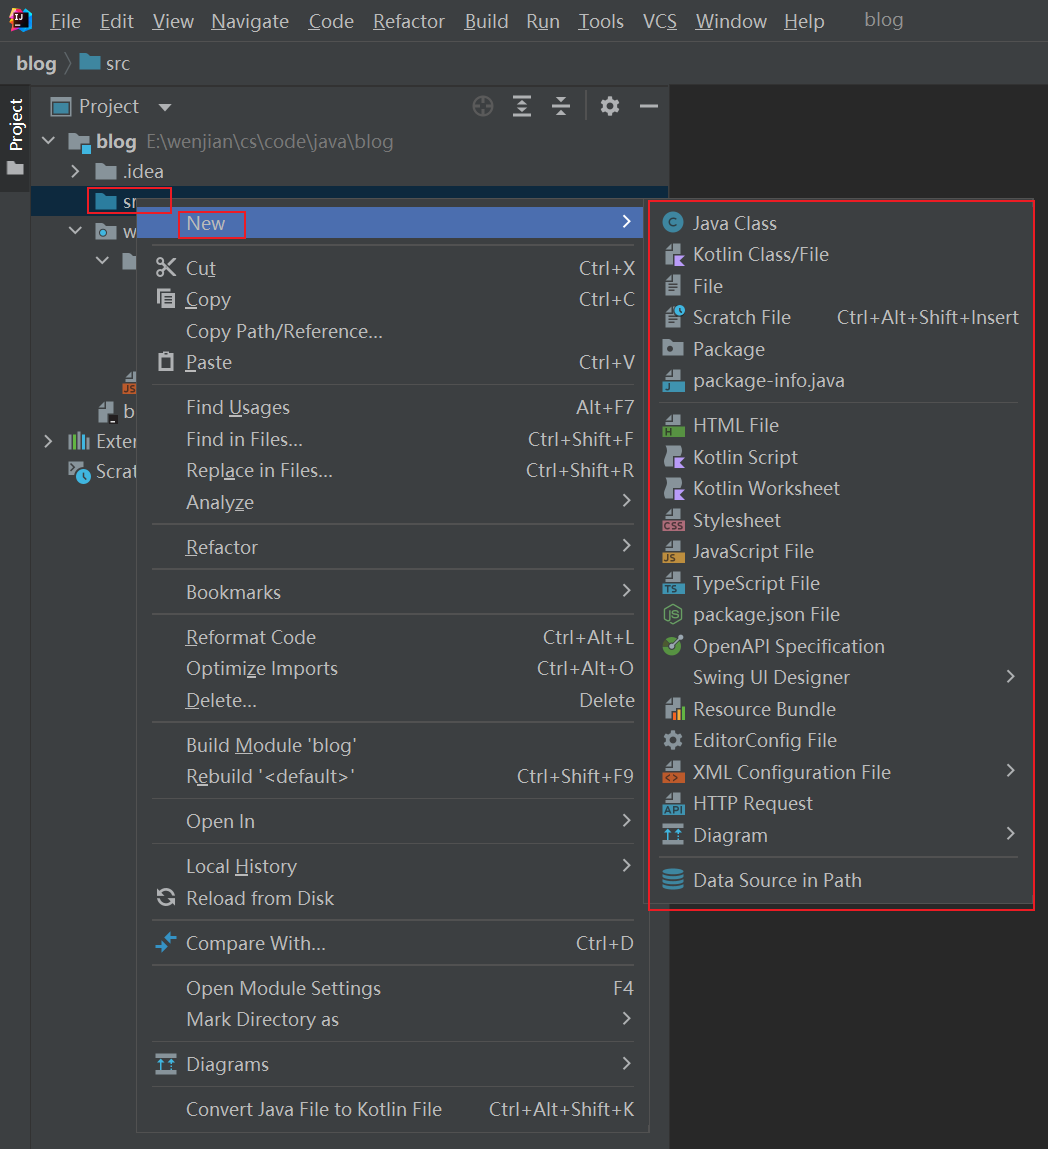 File Edit View Navigate Code Refactor Build Run Tools VCS Window Help blog
blog src
Project
Project
blog E:\wenjian\cs\code\java\blog
.idea
New
Cut Ctrl+X
Copy Ctrl+C
Copy Path/Reference...
Paste Ctrl+V
Find Usages Alt+F7
Find in Files... Ctrl+Shift+F
Replace in Files... Ctrl+Shift+R
Analyze
Refactor
Bookmarks
Reformat Code Ctrl+Alt+L
Optimize Imports Ctrl+Alt+O
Delete... Delete
Build Module 'blog'
Rebuild '<default>' Ctrl+Shift+F9
Open In
Local History
Reload from Disk
Compare With... Ctrl+D
Open Module Settings F4
Mark Directory as
Diagrams
Convert Java File to Kotlin File Ctrl+Alt+Shift+K
Java Class
Kotlin Class/File
File
Scratch File Ctrl+Alt+Shift+Insert
Package
package-info.java
HTML File
Kotlin Script
Kotlin Worksheet
Stylesheet
JavaScript File
TypeScript File
package.json File
OpenAPI Specification
Swing UI Designer
Resource Bundle
EditorConfig File
XML Configuration File
HTTP Request
Diagram
Data Source in Path